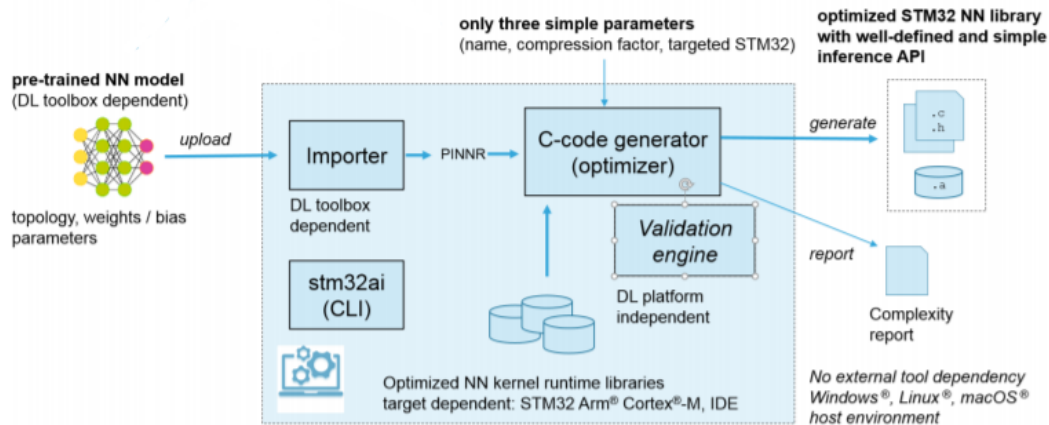 only three simple parameters
(name, compression factor, targeted STM32)
optimized STM32 NN library
with well-defined and simple
inference API
pre-trained NN model
(DL toolbox dependent)
upload
topology, weights / bias
parameters
Importer
DL toolbox
dependent
PINNR
C-code generator
(optimizer)
Validation
engine
DL platform
independent
stm32ai
(CLI)
Optimized NN kernel runtime libraries
target dependent: STM32 Arm® Cortex®-M, IDE
generate
.c
.h
.a
report
Complexity
report
No external tool dependency
Windows®, Linux®, macOS®
host environment